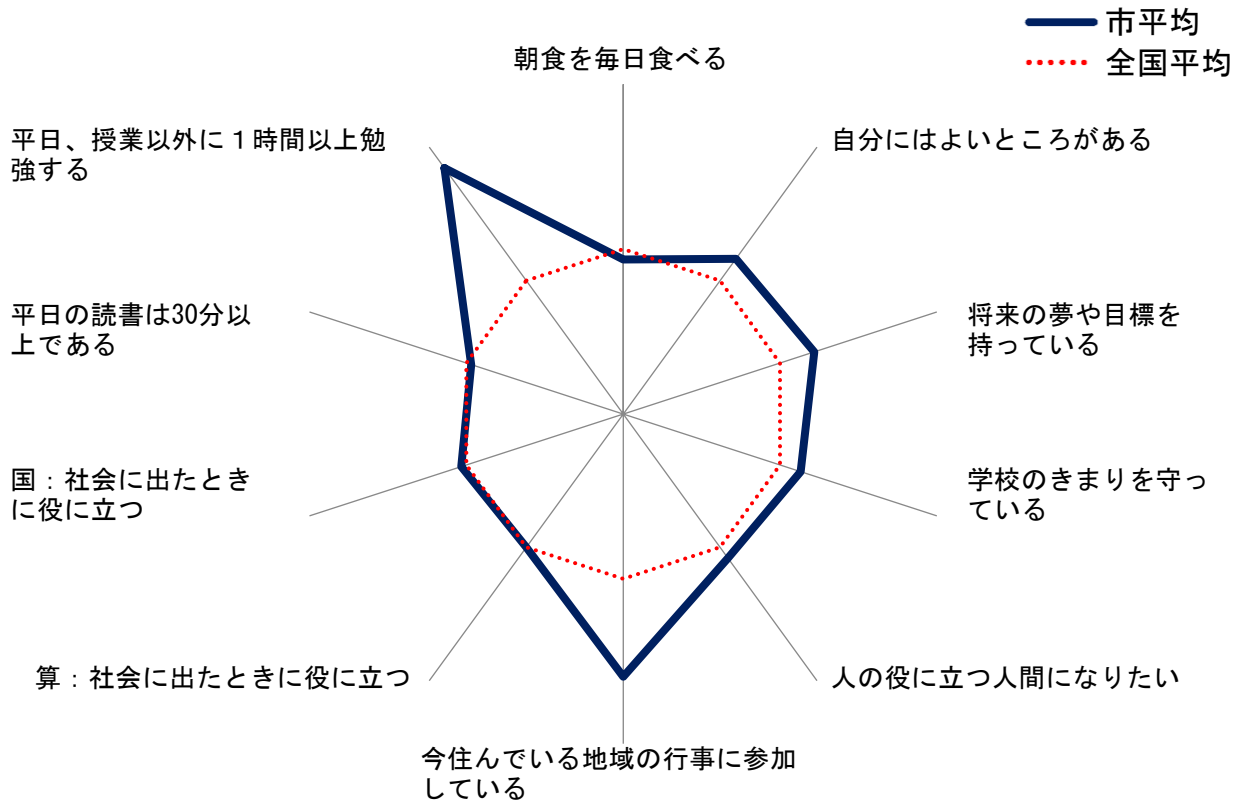 市平均
全国平均
朝食を毎日食べる
自分にはよいところがある
将来の夢や目標を
持っている
学校のきまりを守っ
ている
人の役に立つ人間になりたい
今住んでいる地域の行事に参加
している
算：社会に出たときに役に立つ
国：社会に出たとき
に役に立つ
平日の読書は30分以
上である
平日、授業以外に１時間以上勉
強する